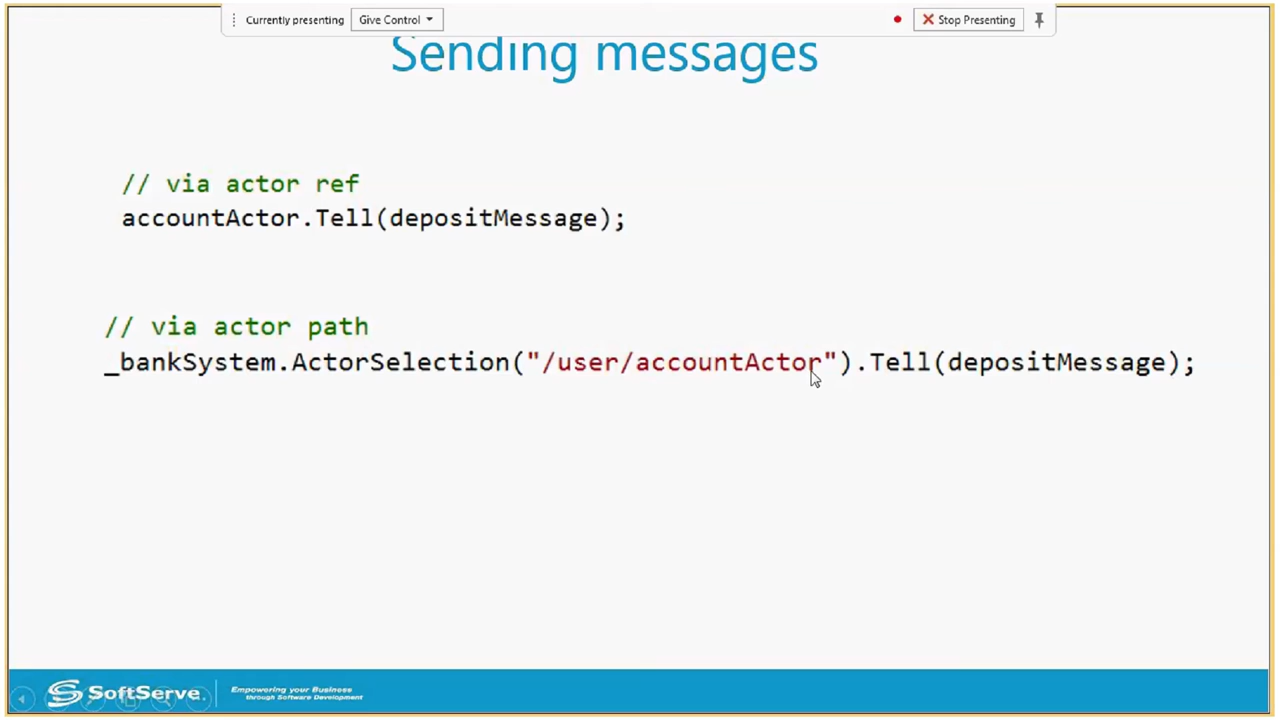 Currently presenting
Give Control
Stop Presenting
Sending messages
// via actor ref
accountActor.Tell(depositMessage);
// via actor path
_bankSystem.ActorSelection("/user/accountActor").Tell(depositMessage);
SoftServe.
Empowering your Business
through Software Development